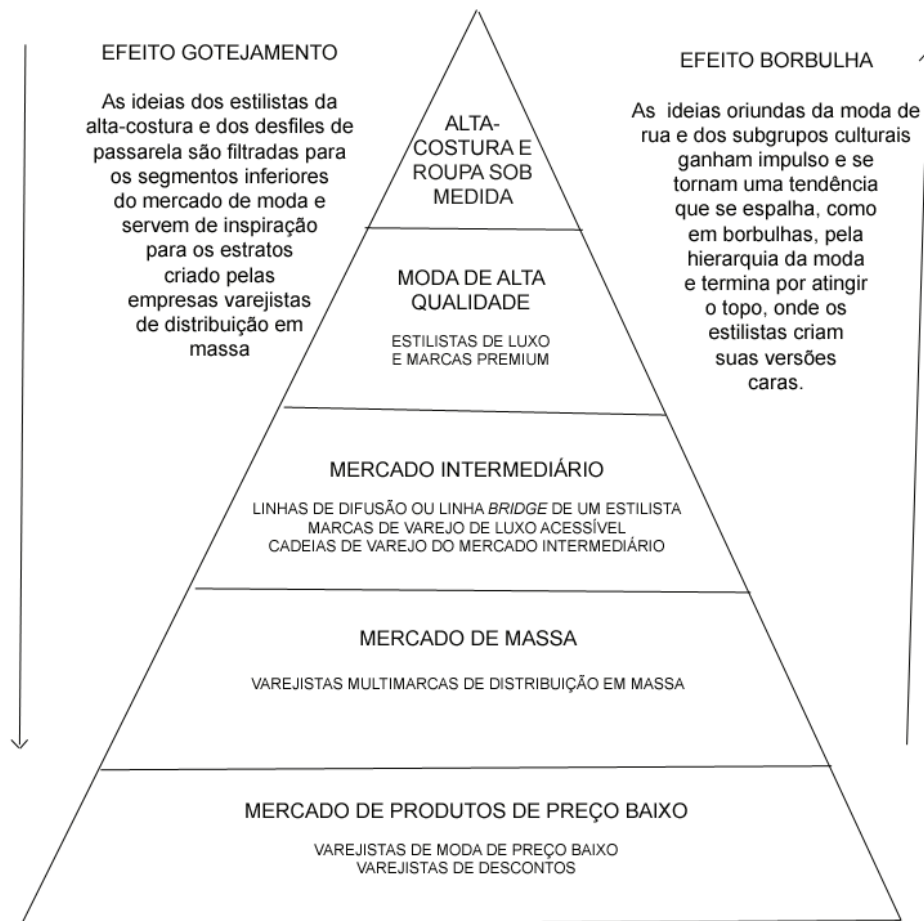 EFEITO GOTEJAMENTO
As ideias dos estilistas da
alta-costura e dos desfiles de
passarela são filtradas para
os segmentos inferiores
do mercado de moda e
servem de inspiração
para os estratos
criado pelas
empresas varejistas
de distribuição em
massa
ALTA-
COSTURA E
ROUPA SOB
MEDIDA
MODA DE ALTA
QUALIDADE
ESTILISTAS DE LUXO
E MARCAS PREMIUM
MERCADO INTERMEDIÁRIO
LINHAS DE DIFUSÃO OU LINHA BRIDGE DE UM ESTILISTA
MARCAS DE VAREJO DE LUXO ACESSÍVEL
CADEIAS DE VAREJO DO MERCADO INTERMEDIÁRIO
MERCADO DE MASSA
VAREJISTAS MULTIMARCAS DE DISTRIBUIÇÃO EM MASSA
MERCADO DE PRODUTOS DE PREÇO BAIXO
VAREJISTAS DE MODA DE PREÇO BAIXO
VAREJISTAS DE DESCONTOS
EFEITO BORBULHA
As ideias oriundas da moda de
rua e dos subgrupos culturais
ganham impulso e se
tornam uma tendência
que se espalha, como
em borbulhas, pela
hierarquia da moda
e termina por atingir
o topo, onde os
estilistas criam
suas versões
caras.